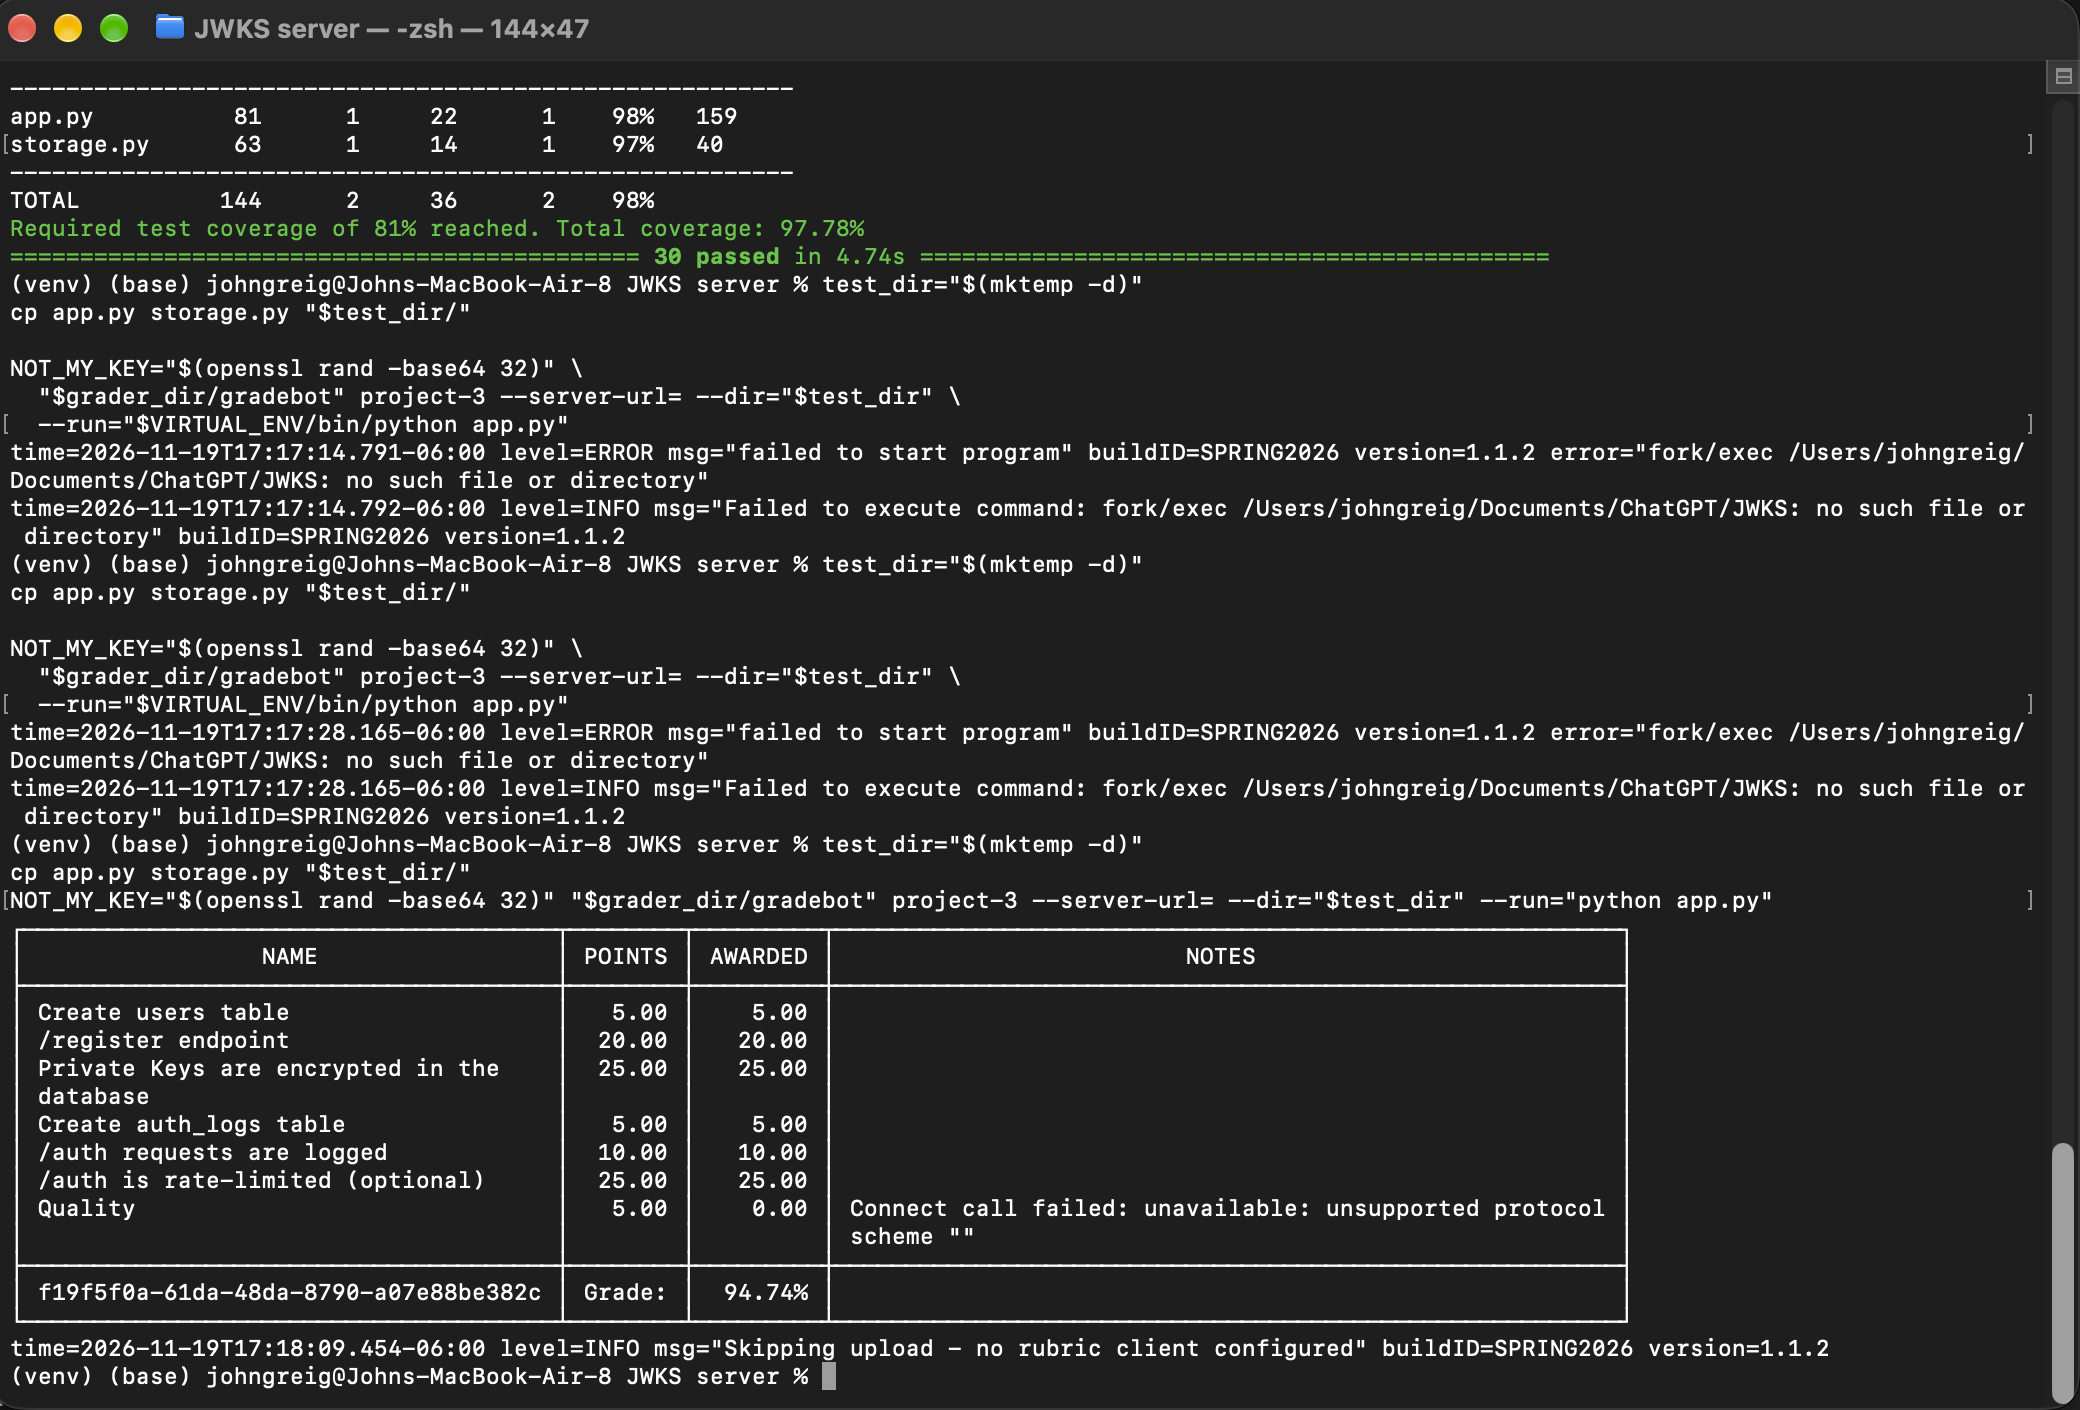 JWKS server — -zsh — 144×47
--------------------------------------------------------
app.py          81      1     22      1    98%   159
[storage.py      63      1     14      1    97%   40 ]
--------------------------------------------------------
TOTAL          144      2     36      2    98%
Required test coverage of 81% reached. Total coverage: 97.78%
============================================= 30 passed in 4.74s =============================================
(venv) (base) johngreig@Johns-MacBook-Air-8 JWKS server % test_dir="$(mktemp -d)"
cp app.py storage.py "$test_dir/"

NOT_MY_KEY="$(openssl rand -base64 32)" \
  "$grader_dir/gradebot" project-3 --server-url= --dir="$test_dir" \
[  --run="$VIRTUAL_ENV/bin/python app.py" ]
time=2026-11-19T17:17:14.791-06:00 level=ERROR msg="failed to start program" buildID=SPRING2026 version=1.1.2 error="fork/exec /Users/johngreig/
Documents/ChatGPT/JWKS: no such file or directory"
time=2026-11-19T17:17:14.792-06:00 level=INFO msg="Failed to execute command: fork/exec /Users/johngreig/Documents/ChatGPT/JWKS: no such file or
 directory" buildID=SPRING2026 version=1.1.2
(venv) (base) johngreig@Johns-MacBook-Air-8 JWKS server % test_dir="$(mktemp -d)"
cp app.py storage.py "$test_dir/"

NOT_MY_KEY="$(openssl rand -base64 32)" \
  "$grader_dir/gradebot" project-3 --server-url= --dir="$test_dir" \
[  --run="$VIRTUAL_ENV/bin/python app.py" ]
time=2026-11-19T17:17:28.165-06:00 level=ERROR msg="failed to start program" buildID=SPRING2026 version=1.1.2 error="fork/exec /Users/johngreig/
Documents/ChatGPT/JWKS: no such file or directory"
time=2026-11-19T17:17:28.165-06:00 level=INFO msg="Failed to execute command: fork/exec /Users/johngreig/Documents/ChatGPT/JWKS: no such file or
 directory" buildID=SPRING2026 version=1.1.2
(venv) (base) johngreig@Johns-MacBook-Air-8 JWKS server % test_dir="$(mktemp -d)"
cp app.py storage.py "$test_dir/"
[NOT_MY_KEY="$(openssl rand -base64 32)" "$grader_dir/gradebot" project-3 --server-url= --dir="$test_dir" --run="python app.py" ]
NAME POINTS AWARDED NOTES
Create users table 5.00 5.00
/register endpoint 20.00 20.00
Private Keys are encrypted in the 25.00 25.00
database
Create auth_logs table 5.00 5.00
/auth requests are logged 10.00 10.00
/auth is rate-limited (optional) 25.00 25.00
Quality 5.00 0.00 Connect call failed: unavailable: unsupported protocol
scheme ""
f19f5f0a-61da-48da-8790-a07e88be382c Grade: 94.74%
time=2026-11-19T17:18:09.454-06:00 level=INFO msg="Skipping upload - no rubric client configured" buildID=SPRING2026 version=1.1.2
(venv) (base) johngreig@Johns-MacBook-Air-8 JWKS server %